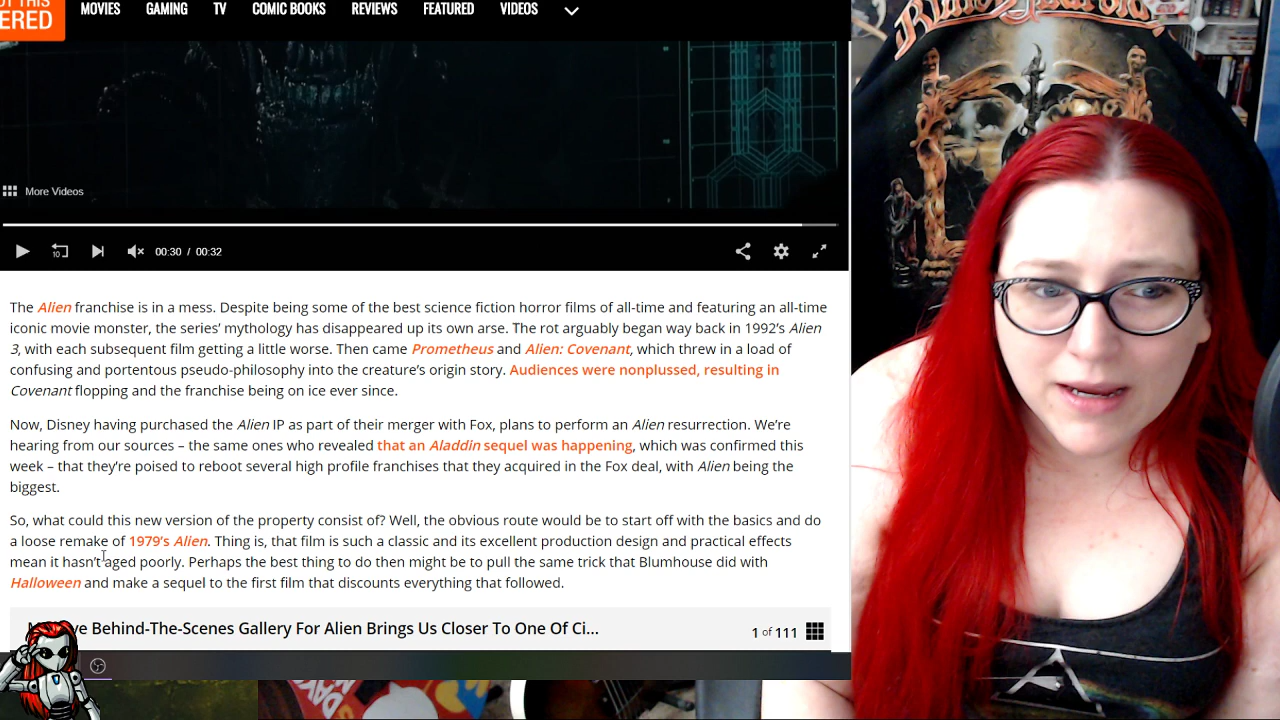 ERED
MOVIES GAMING TV COMIC BOOKS REVIEWS FEATURED VIDEOS
More Videos
10
00:30 / 00:32
The Alien franchise is in a mess. Despite being some of the best science fiction horror films of all-time and featuring an all-time
iconic movie monster, the series' mythology has disappeared up its own arse. The rot arguably began way back in 1992's Alien
3, with each subsequent film getting a little worse. Then came Prometheus and Alien: Covenant, which threw in a load of
confusing and portentous pseudo-philosophy into the creature's origin story. Audiences were nonplussed, resulting in
Covenant flopping and the franchise being on ice ever since.
Now, Disney having purchased the Alien IP as part of their merger with Fox, plans to perform an Alien resurrection. We're
hearing from our sources – the same ones who revealed that an Aladdin sequel was happening, which was confirmed this
week – that they're poised to reboot several high profile franchises that they acquired in the Fox deal, with Alien being the
biggest.
So, what could this new version of the property consist of? Well, the obvious route would be to start off with the basics and do
a loose remake of 1979's Alien. Thing is, that film is such a classic and its excellent production design and practical effects
mean it hasn't aged poorly. Perhaps the best thing to do then might be to pull the same trick that Blumhouse did with
Halloween and make a sequel to the first film that discounts everything that followed.
Behind-The-Scenes Gallery For Alien Brings Us Closer To One Of Ci...
1 of 111